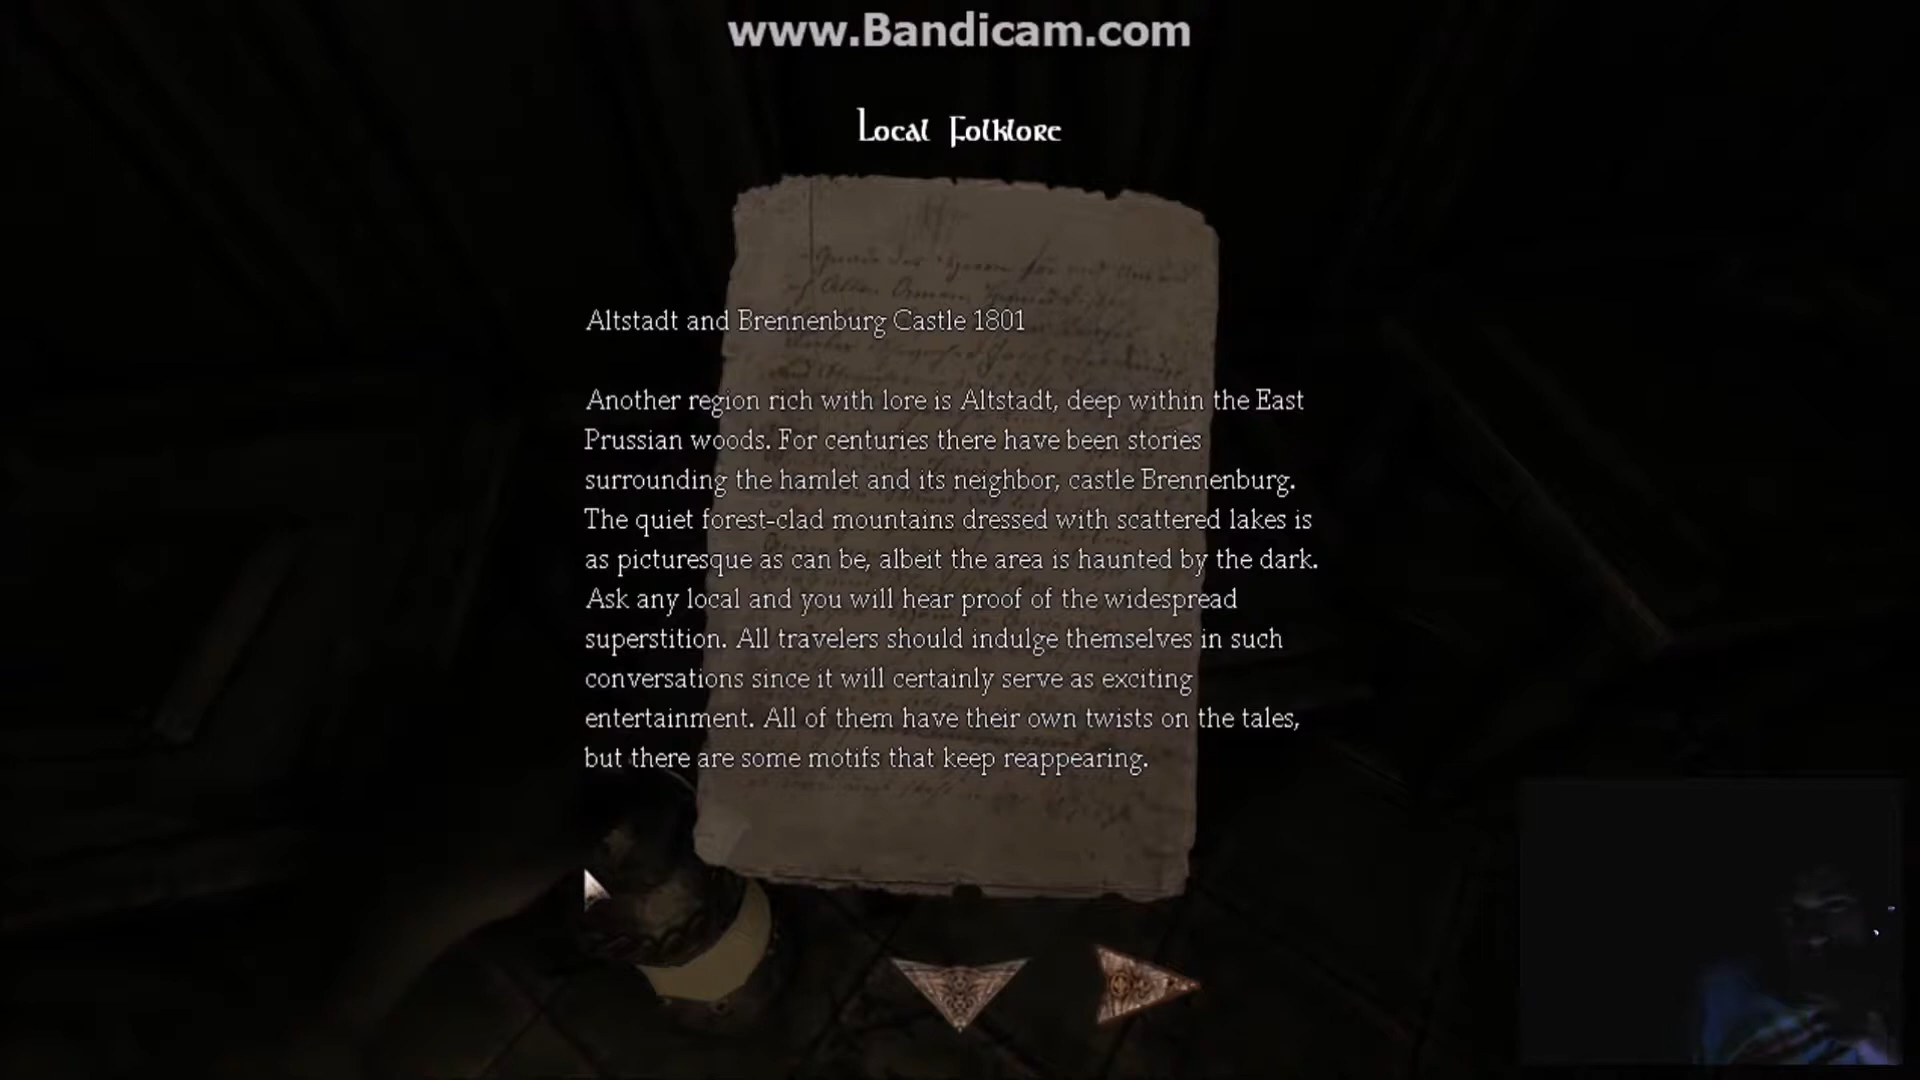 www.Bandicam.com
Local Folklore
Altstadt and Brennenburg Castle 1801
Another region rich with lore is Altstadt, deep within the East
Prussian woods. For centuries there have been stories
surrounding the hamlet and its neighbor, castle Brennenburg.
The quiet forest-clad mountains dressed with scattered lakes is
as picturesque as can be, albeit the area is haunted by the dark.
Ask any local and you will hear proof of the widespread
superstition. All travelers should indulge themselves in such
conversations since it will certainly serve as exciting
entertainment. All of them have their own twists on the tales,
but there are some motifs that keep reappearing.